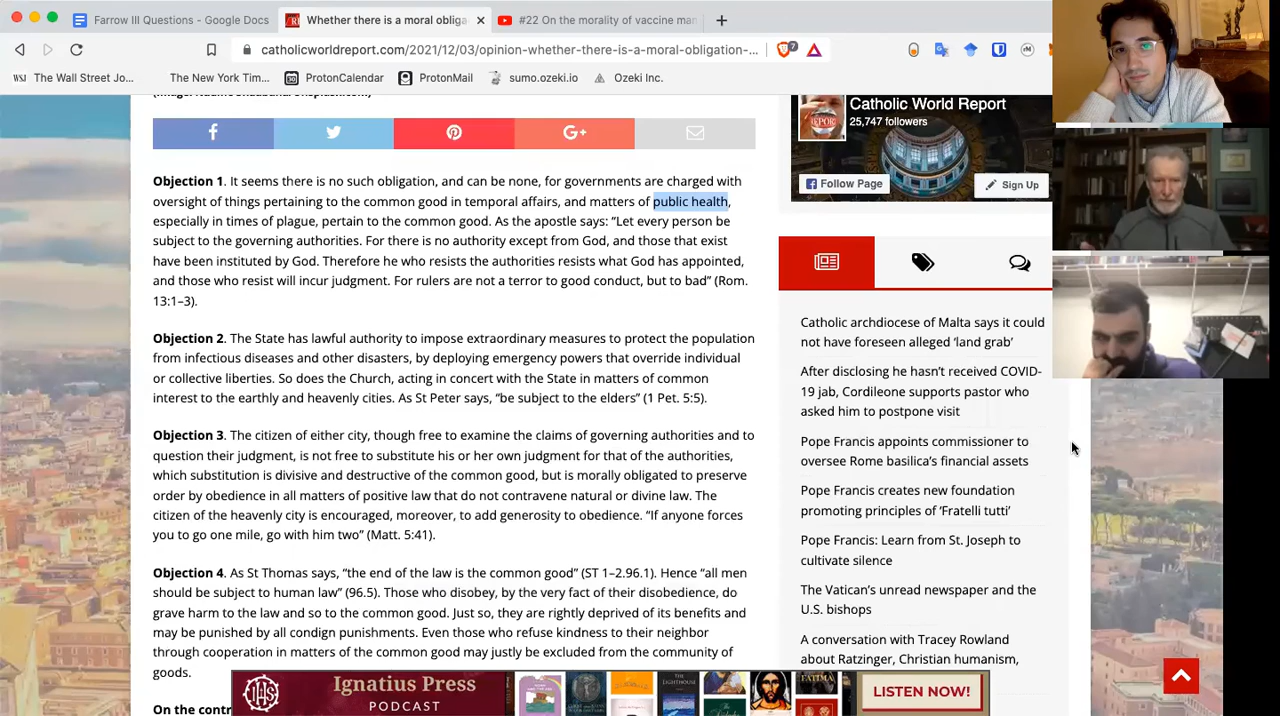 Farrow III Questions - Google Docs
Whether there is a moral obliga
#22 On the morality of vaccine man
catholicworldreport.com/2021/12/03/opinion-whether-there-is-a-moral-obligation-...
7
WSJ The Wall Street Jo...
The New York Tim...
ProtonCalendar
ProtonMail
sumo.ozeki.io
Ozeki Inc.
Catholic World Report
25,747 followers
Follow Page
Sign Up
Objection 1. It seems there is no such obligation, and can be none, for governments are charged with
oversight of things pertaining to the common good in temporal affairs, and matters of public health,
especially in times of plague, pertain to the common good. As the apostle says: “Let every person be
subject to the governing authorities. For there is no authority except from God, and those that exist
have been instituted by God. Therefore he who resists the authorities resists what God has appointed,
and those who resist will incur judgment. For rulers are not a terror to good conduct, but to bad” (Rom.
13:1–3).
Objection 2. The State has lawful authority to impose extraordinary measures to protect the population
from infectious diseases and other disasters, by deploying emergency powers that override individual
or collective liberties. So does the Church, acting in concert with the State in matters of common
interest to the earthly and heavenly cities. As St Peter says, “be subject to the elders” (1 Pet. 5:5).
Objection 3. The citizen of either city, though free to examine the claims of governing authorities and to
question their judgment, is not free to substitute his or her own judgment for that of the authorities,
which substitution is divisive and destructive of the common good, but is morally obligated to preserve
order by obedience in all matters of positive law that do not contravene natural or divine law. The
citizen of the heavenly city is encouraged, moreover, to add generosity to obedience. “If anyone forces
you to go one mile, go with him two” (Matt. 5:41).
Objection 4. As St Thomas says, “the end of the law is the common good” (ST 1–2.96.1). Hence “all men
should be subject to human law” (96.5). Those who disobey, by the very fact of their disobedience, do
grave harm to the law and so to the common good. Just so, they are rightly deprived of its benefits and
may be punished by all condign punishments. Even those who refuse kindness to their neighbor
through cooperation in matters of the common good may justly be excluded from the community of
goods.
On the contr
Catholic archdiocese of Malta says it could
not have foreseen alleged ‘land grab’
After disclosing he hasn’t received COVID-
19 jab, Cordileone supports pastor who
asked him to postpone visit
Pope Francis appoints commissioner to
oversee Rome basilica’s financial assets
Pope Francis creates new foundation
promoting principles of ‘Fratelli tutti’
Pope Francis: Learn from St. Joseph to
cultivate silence
The Vatican’s unread newspaper and the
U.S. bishops
A conversation with Tracey Rowland
about Ratzinger, Christian humanism,
IHS
Ignatius Press
PODCAST
FATIMA
LISTEN NOW!